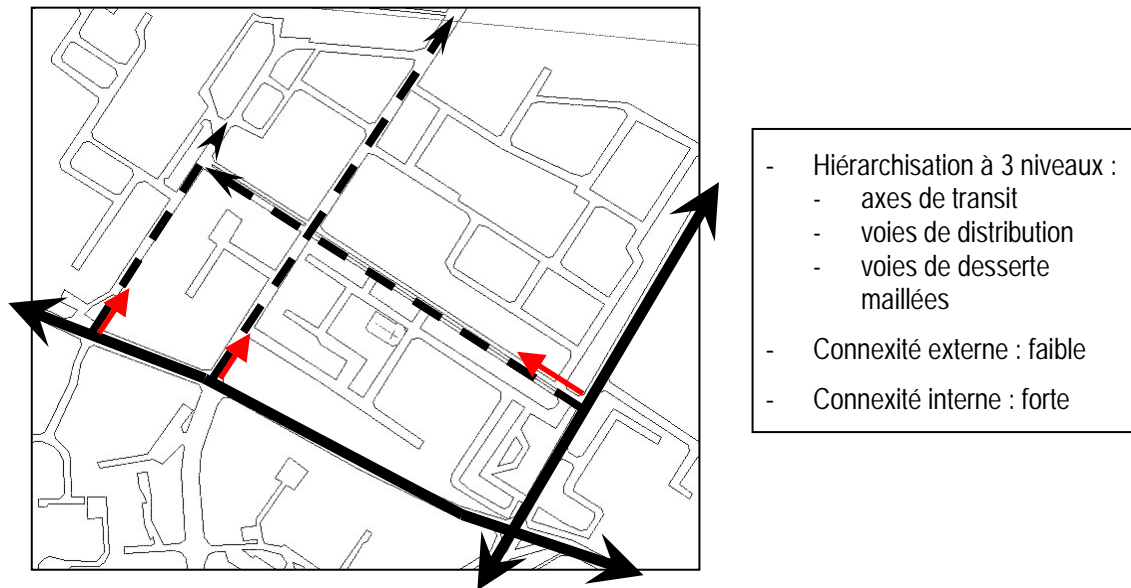 - Hiérarchisation à 3 niveaux :
- axes de transit
- voies de distribution
- voies de desserte
maillées
- Connexité externe : faible
- Connexité interne : forte